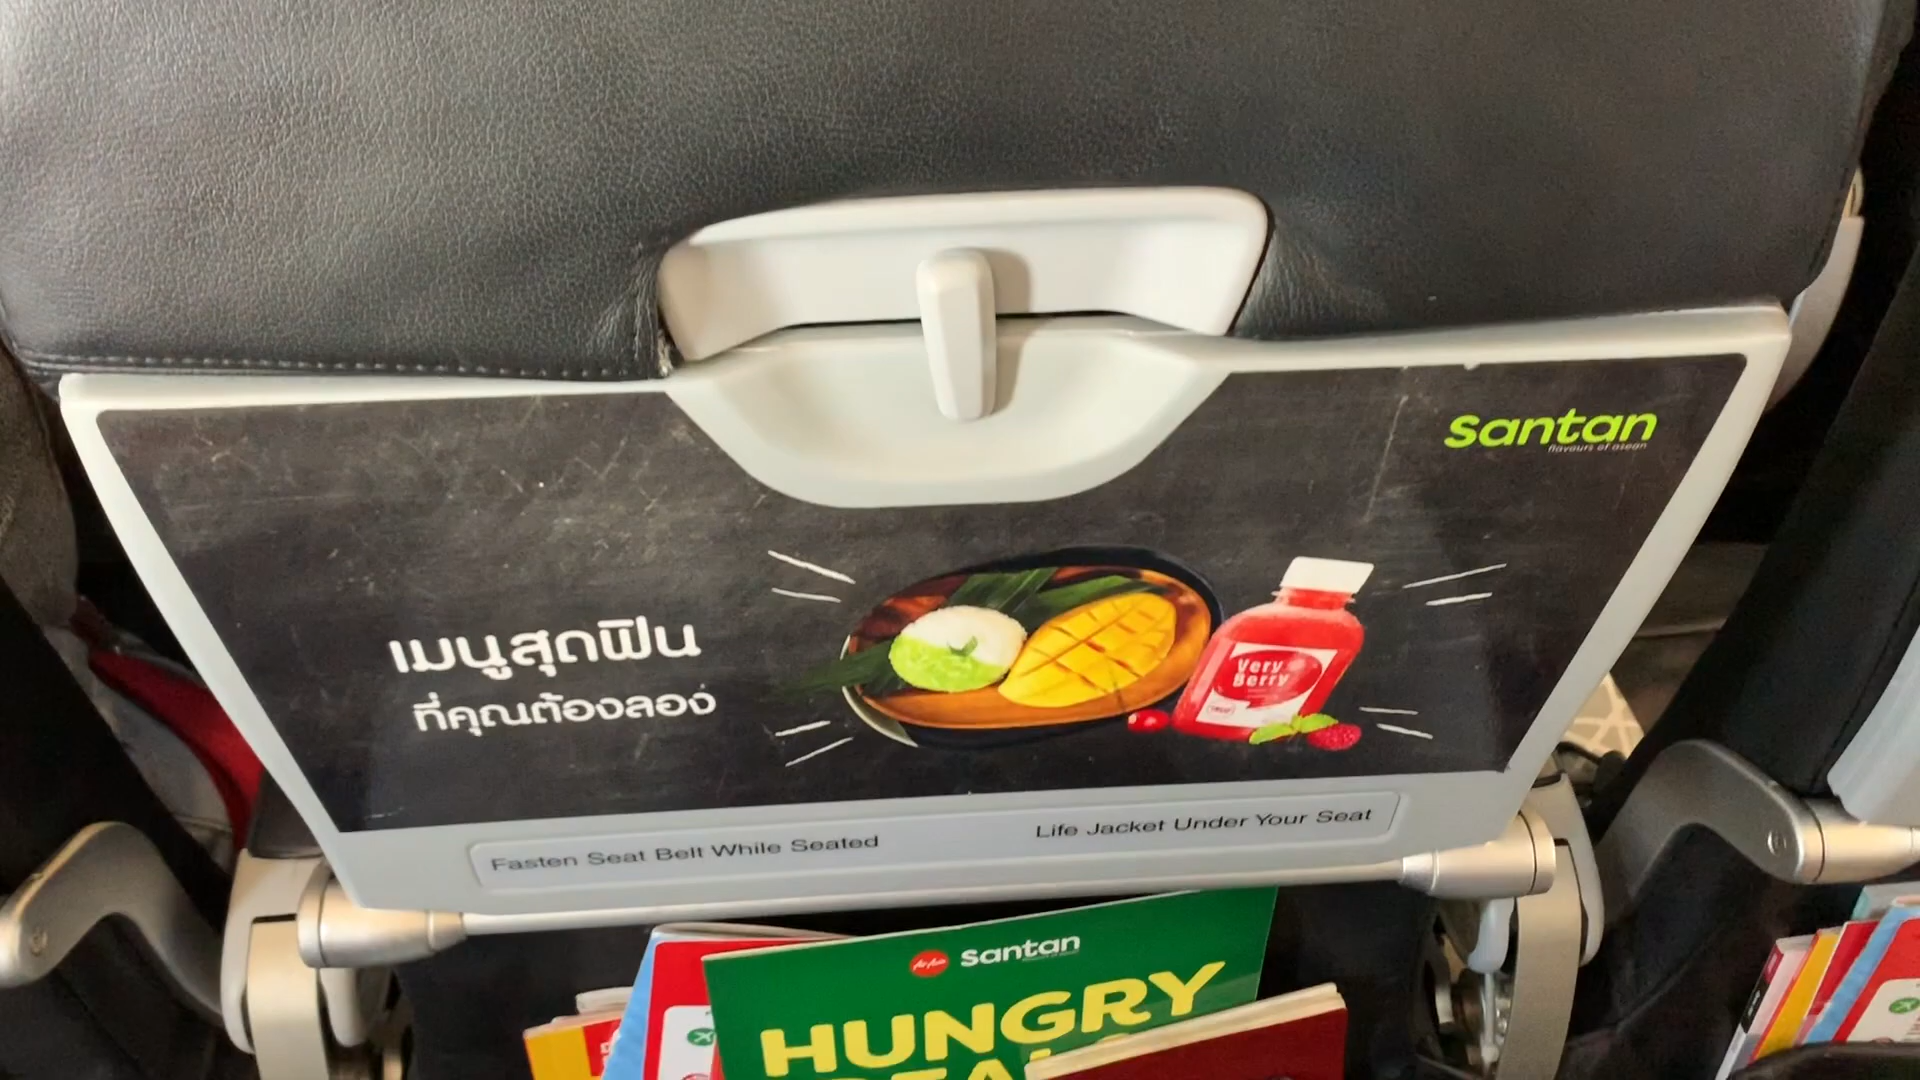 santan
flavours of asean
เมนูสุดฟิน
ที่คุณต้องลอง
Very
Berry
Fasten Seat Belt While Seated
Life Jacket Under Your Seat
AirAsia
santan
HUNGRY